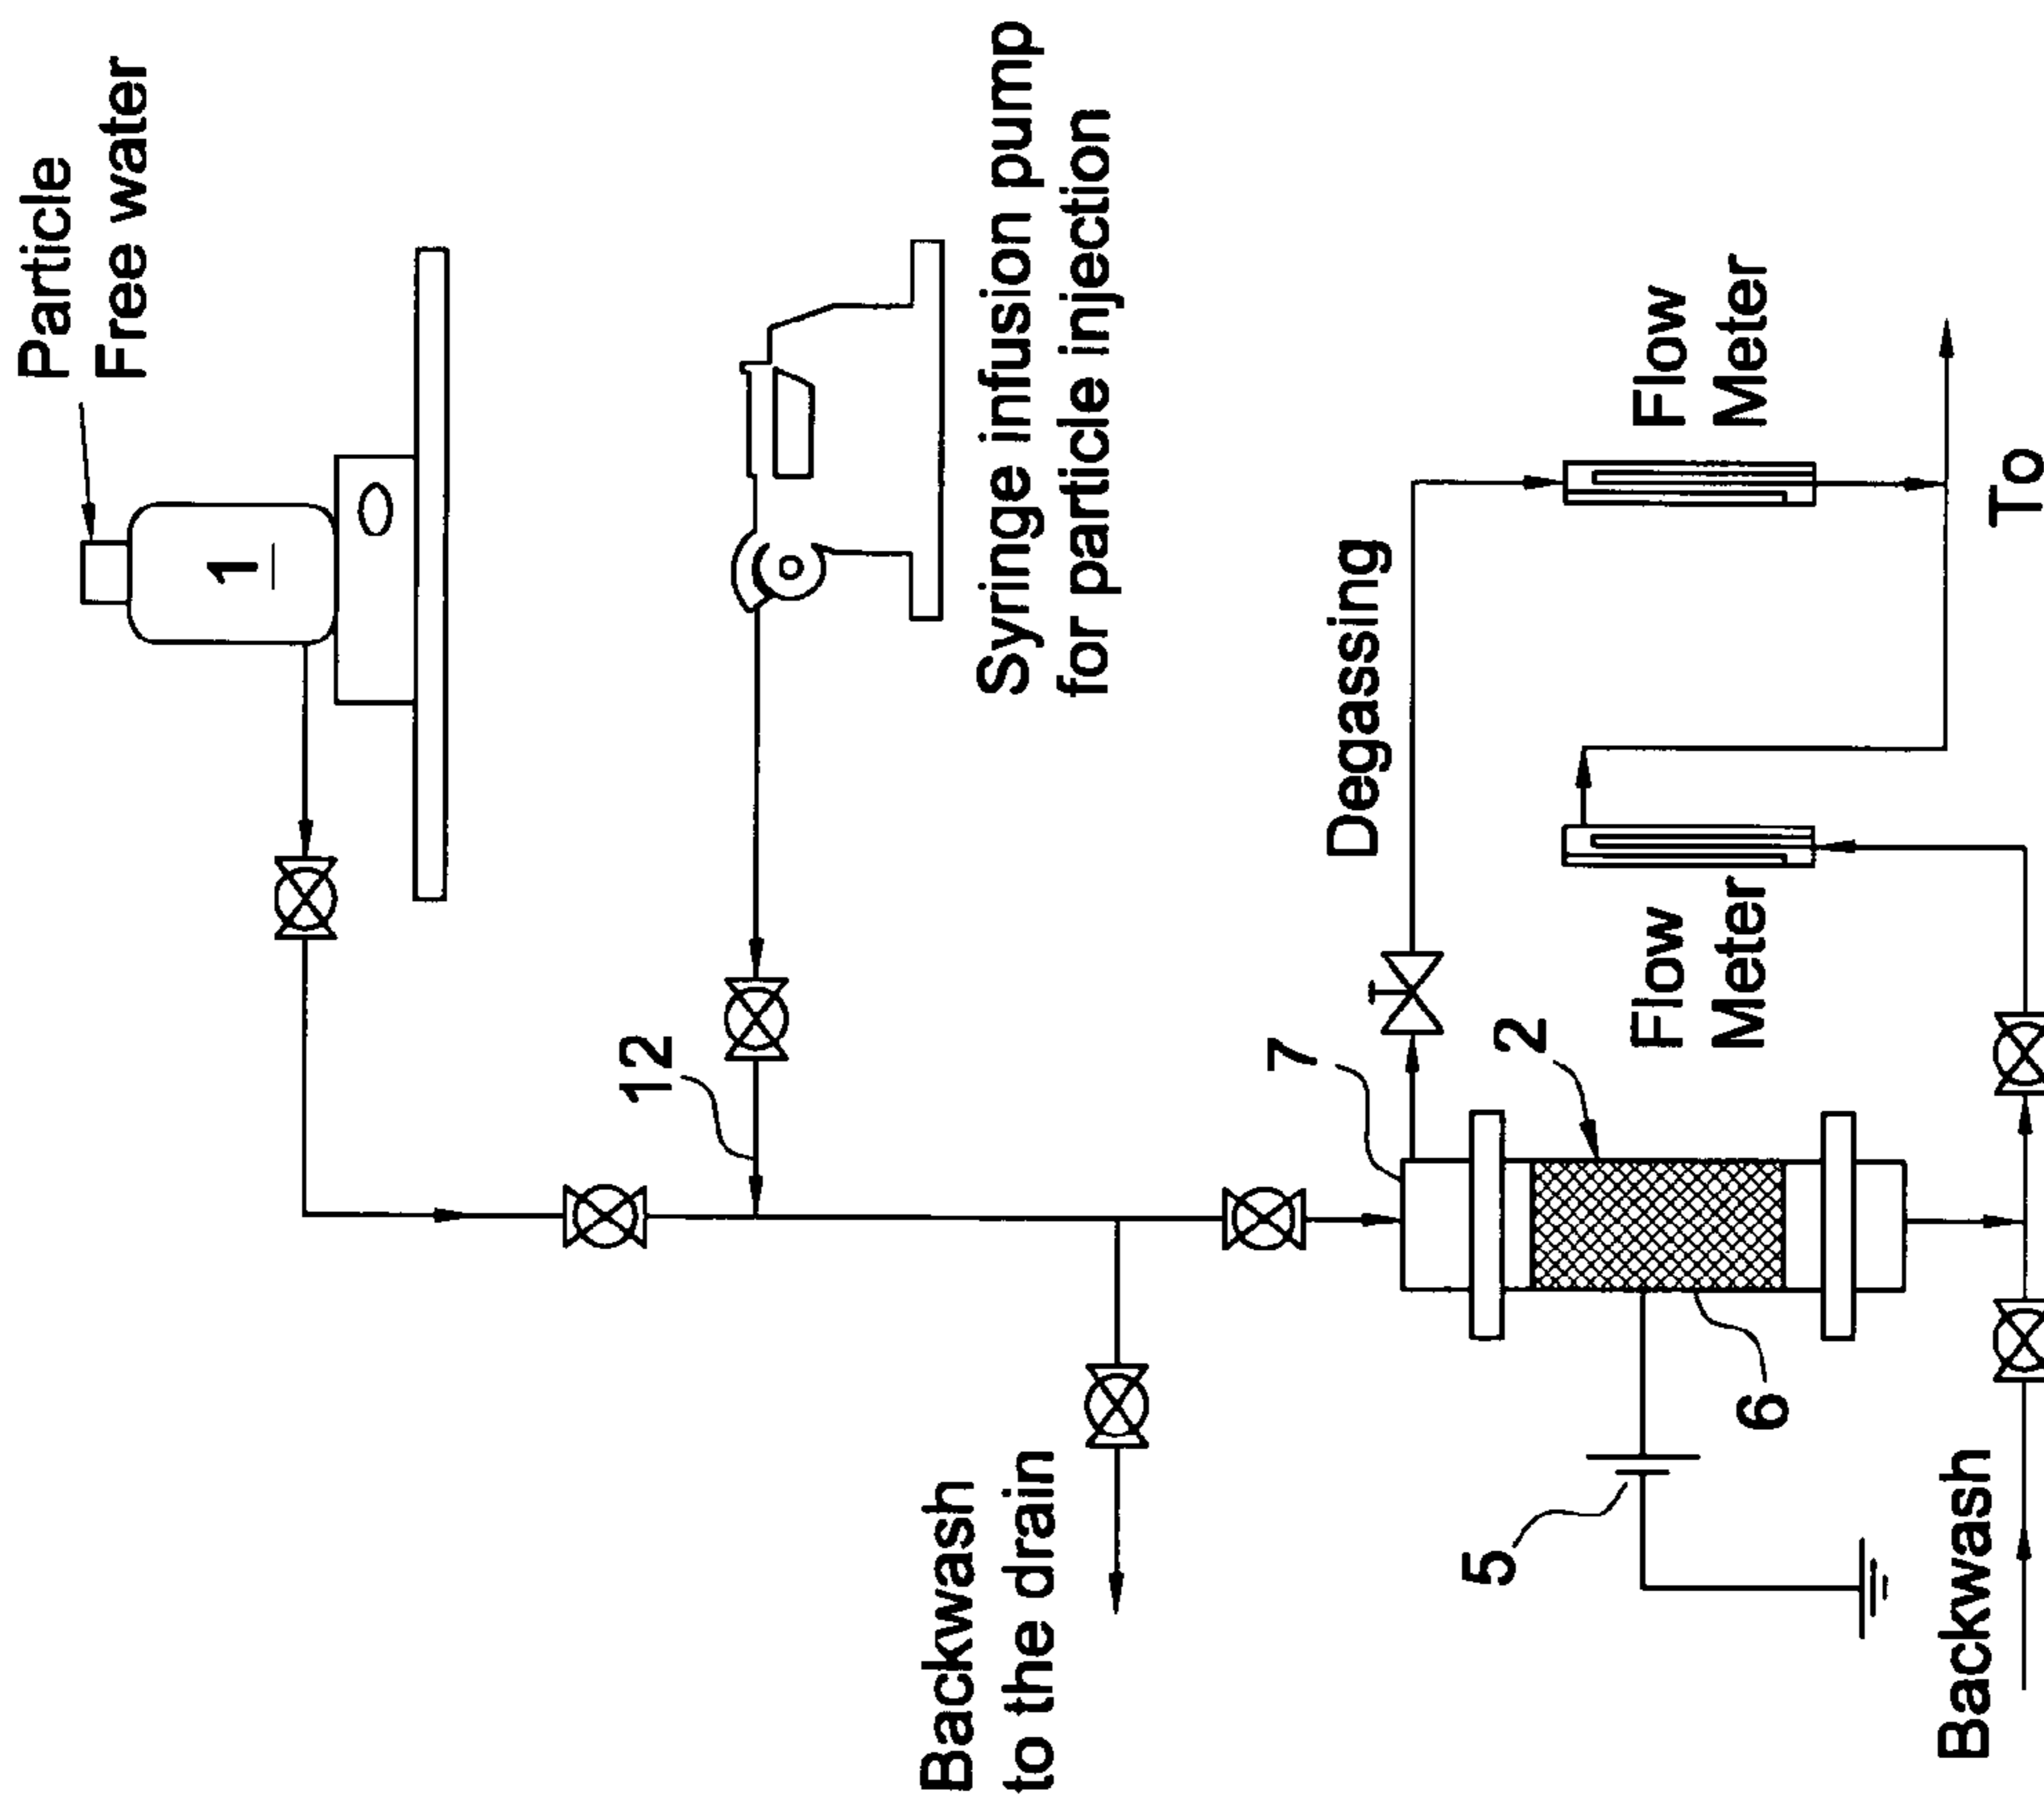 Particle
Free water
1
12
Syringe infusion pump
for particle injection
Backwash
to the drain
7
Degassing
2
Flow
Meter
Flow
Meter
5
6
Backwash
To